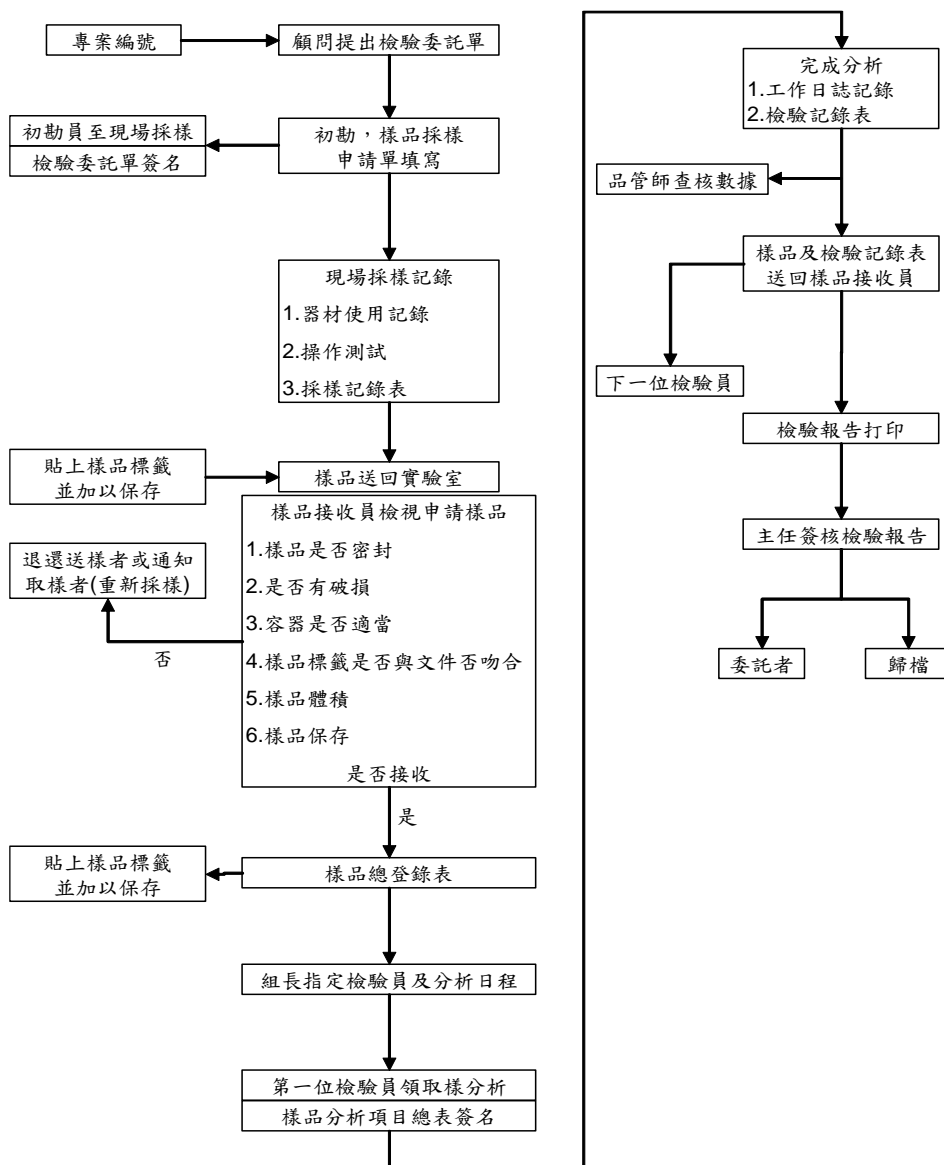 專案編號
顧問提出檢驗委託單
初勘員至現場採樣
檢驗委託單簽名
初勘，樣品採樣
申請單填寫
現場採樣記錄
1.器材使用記錄
2.操作測試
3.採樣記錄表
貼上樣品標籤
並加以保存
樣品送回實驗室
樣品接收員檢視申請樣品
1.樣品是否密封
2.是否有破損
3.容器是否適當
4.樣品標籤是否與文件否吻合
5.樣品體積
6.樣品保存
是否接收
退還送樣者或通知
取樣者(重新採樣)
否
是
貼上樣品標籤
並加以保存
樣品總登錄表
組長指定檢驗員及分析日程
第一位檢驗員領取樣分析
樣品分析項目總表簽名
完成分析
1.工作日誌記錄
2.檢驗記錄表
品管師查核數據
樣品及檢驗記錄表
送回樣品接收員
下一位檢驗員
檢驗報告打印
主任簽核檢驗報告
委託者
歸檔